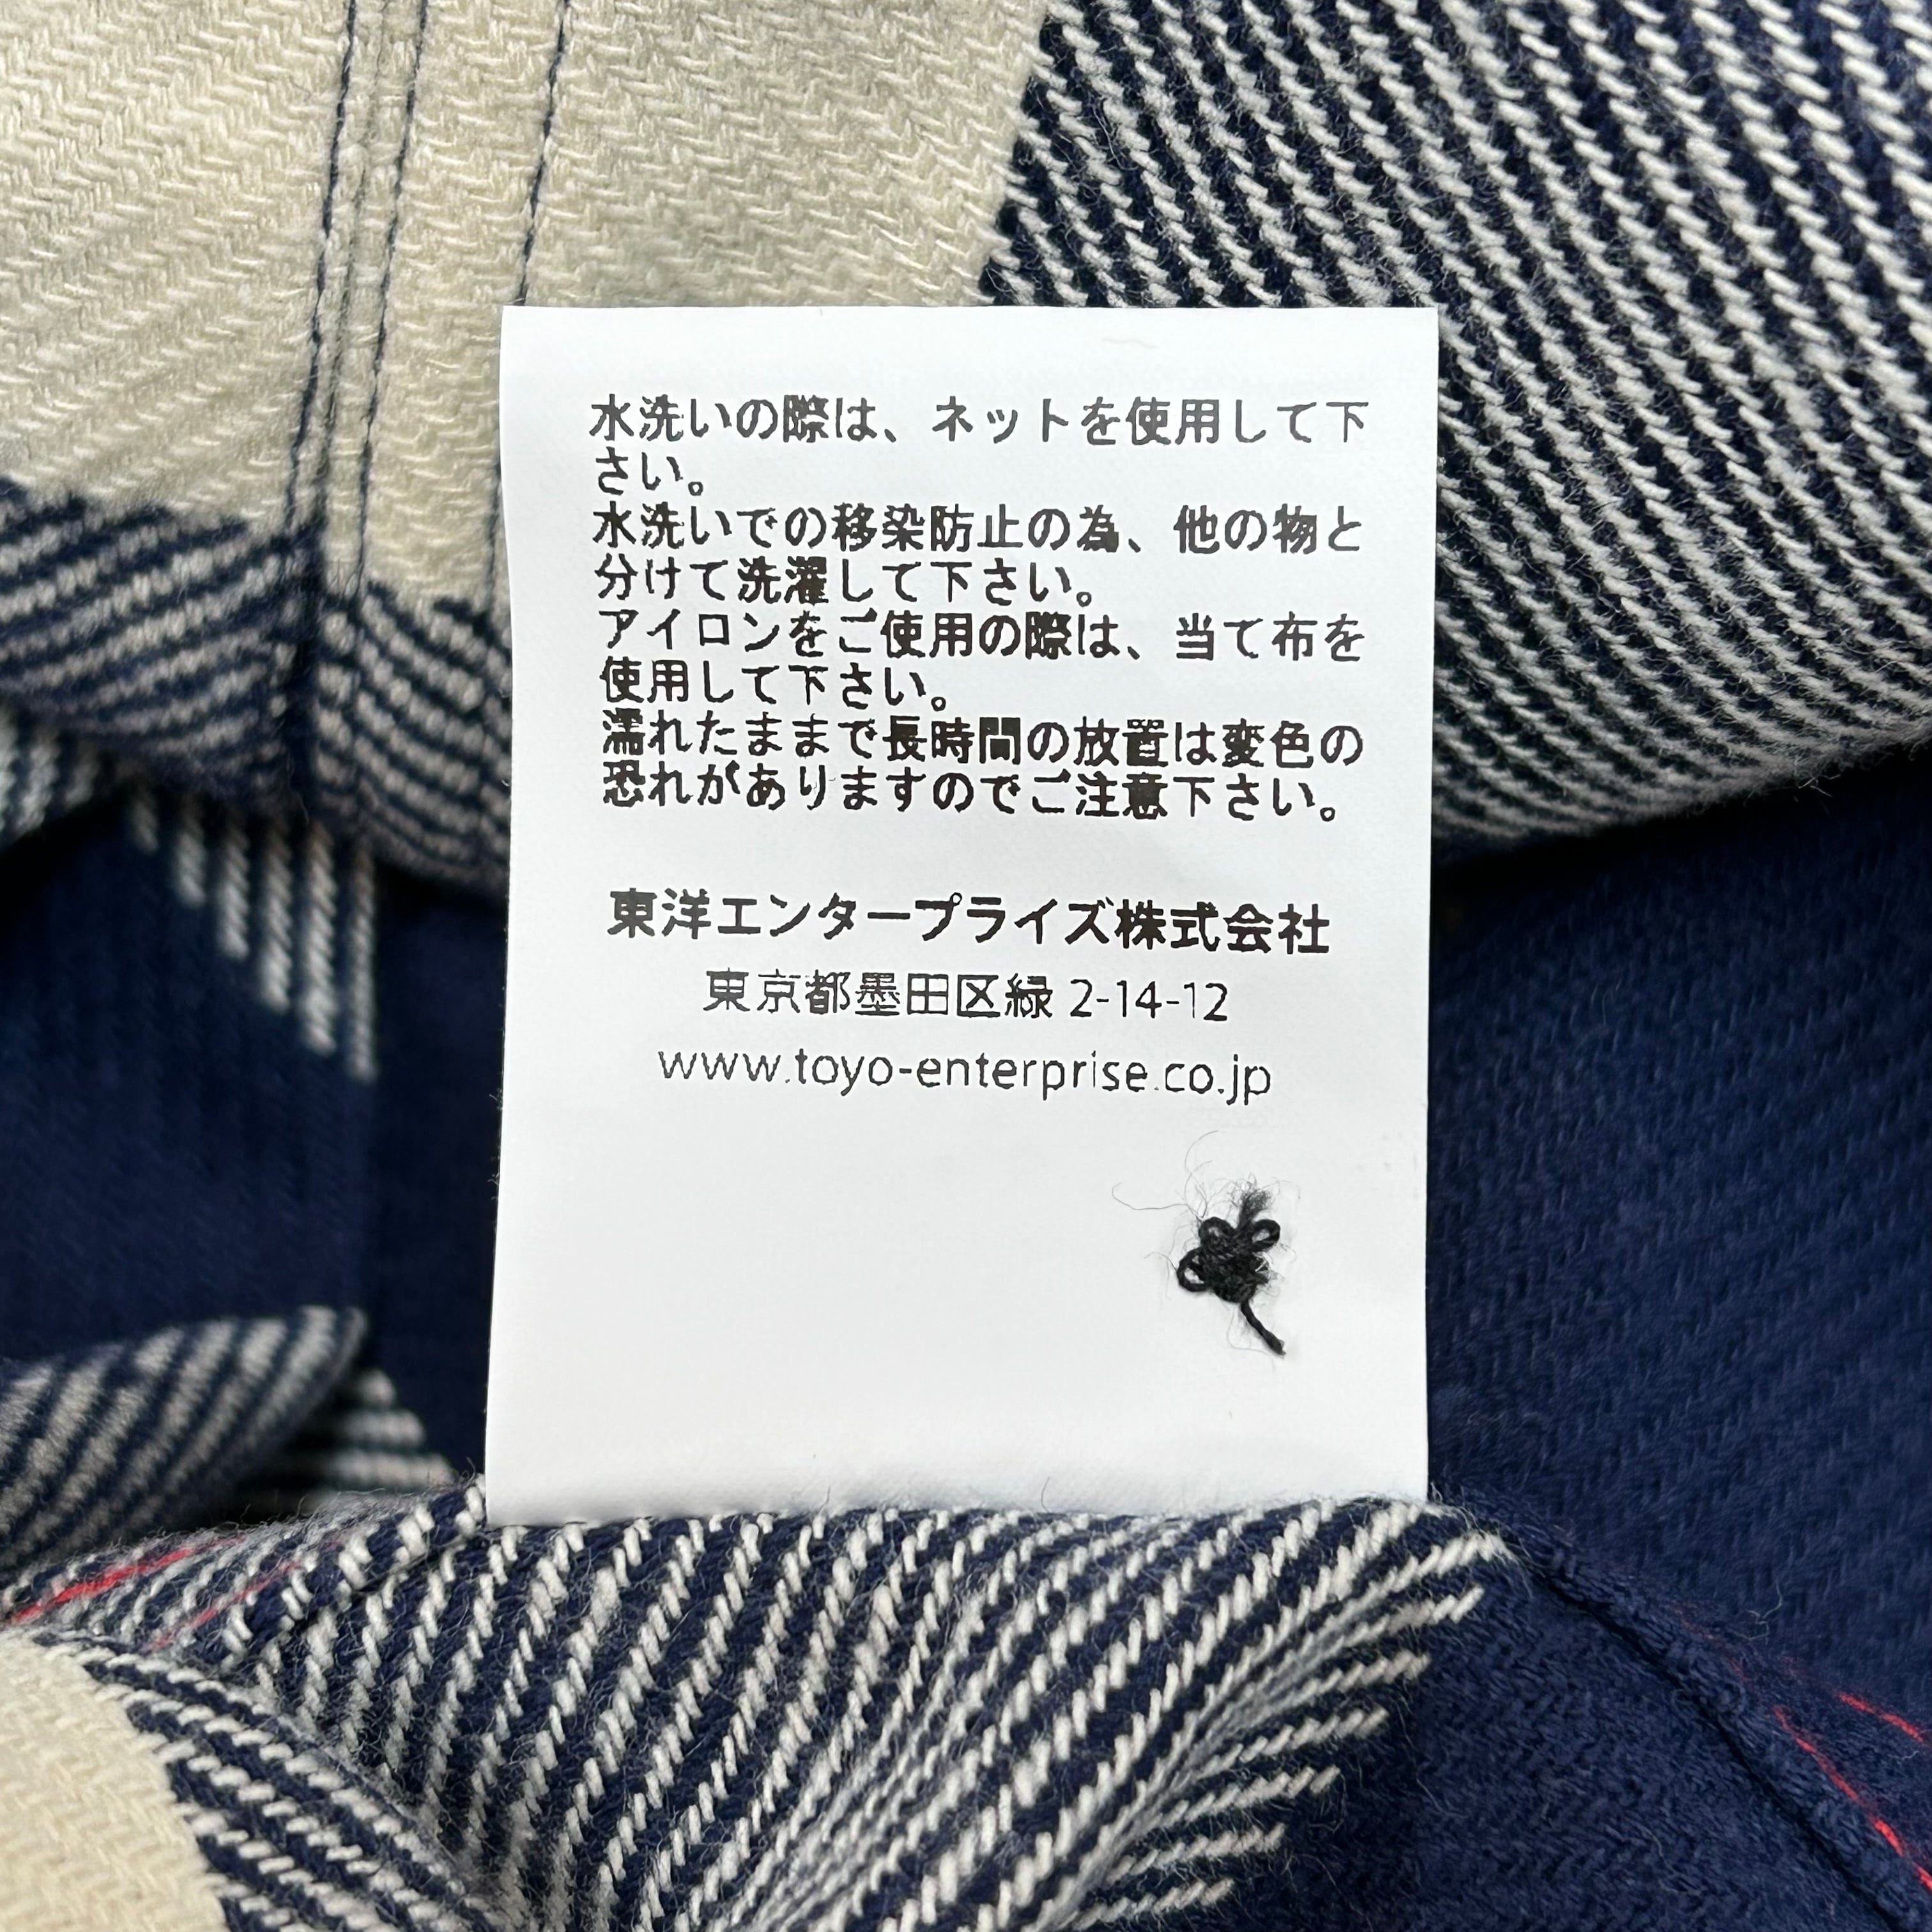 水洗いの際は、ネットを使用して下
さい。
水洗いでの移染防止の為、他の物と
分けて洗濯して下さい。
アイロンをご使用の際は、当て布を
使用して下さい。
濡れたままで長時間の放置は変色の
恐れがありますのでご注意下さい。
東洋エンタープライズ株式会社
東京都墨田区緑 2-14-12
www.toyo-enterprise.co.jp